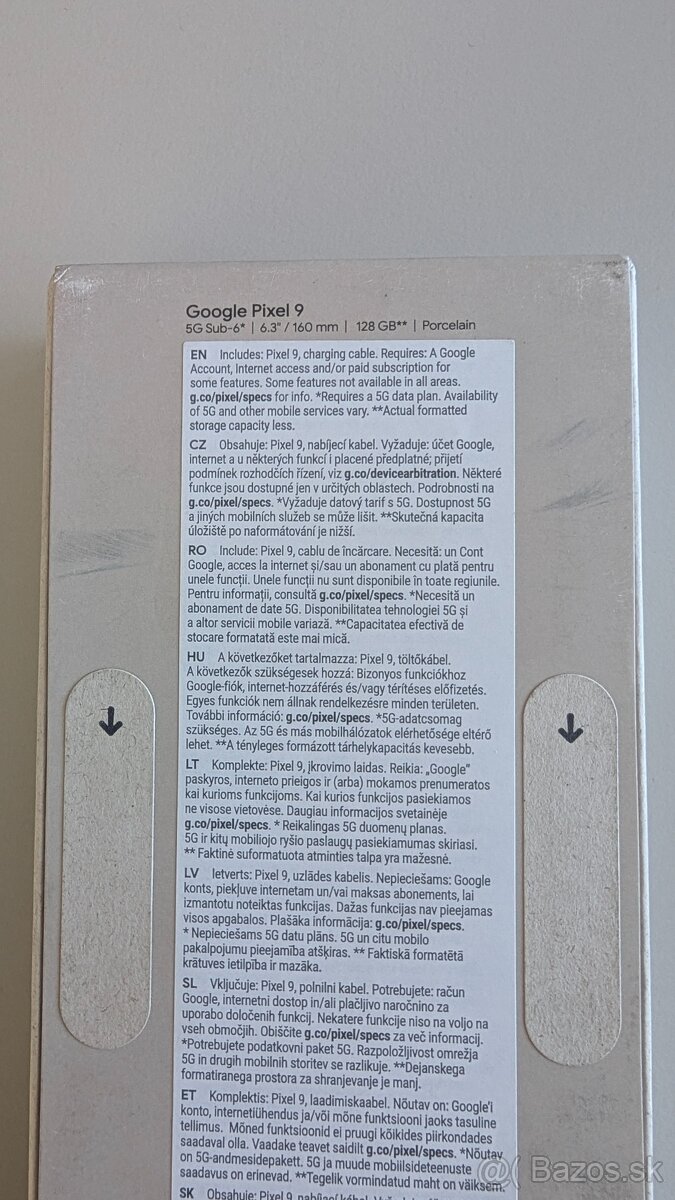 Google Pixel 9
5G Sub-6* | 6.3" / 160 mm | 128 GB** | Porcelain
EN Includes: Pixel 9, charging cable. Requires: A Google
Account, Internet access and/or paid subscription for
some features. Some features not available in all areas.
g.co/pixel/specs for info. *Requires a 5G data plan. Availability
of 5G and other mobile services vary. **Actual formatted
storage capacity less.
CZ Obsahuje: Pixel 9, nabíjecí kabel. Vyžaduje: účet Google,
internet a u některých funkcí i placené předplatné; přijetí
podmínek rozhodčích řízení, viz g.co/devicearbitration. Některé
funkce jsou dostupné jen v určitých oblastech. Podrobnosti na
g.co/pixel/specs. *Vyžaduje datový tarif s 5G. Dostupnost 5G
a jiných mobilních služeb se může lišit. **Skutečná kapacita
úložiště po naformátování je nižší.
RO Include: Pixel 9, cablu de încărcare. Necesită: un Cont
Google, acces la internet și/sau un abonament cu plată pentru
unele funcții. Unele funcții nu sunt disponibile în toate regiunile.
Pentru informații, consultă g.co/pixel/specs. *Necesită un
abonament de date 5G. Disponibilitatea tehnologiei 5G și
a altor servicii mobile variază. **Capacitatea efectivă de
stocare formatată este mai mică.
HU A következőket tartalmazza: Pixel 9, töltőkábel.
A következők szükségesek hozzá: Bizonyos funkciókhoz
Google-fiók, internet-hozzáférés és/vagy térítéses előfizetés.
Egyes funkciók nem állnak rendelkezésre minden területen.
További információ: g.co/pixel/specs. *5G-adatcsomag
szükséges. Az 5G és más mobilhálózatok elérhetősége eltérő
lehet. **A tényleges formázott tárhelykapacitás kevesebb.
LT Komplekte: Pixel 9, įkrovimo laidas. Reikia: „Google"
paskyros, interneto prieigos ir (arba) mokamos prenumeratos
kai kurioms funkcijoms. Kai kurios funkcijos pasiekiamos
ne visose vietovėse. Daugiau informacijos svetainėje
g.co/pixel/specs. * Reikalingas 5G duomenų planas.
5G ir kitų mobiliojo ryšio paslaugų pasiekiamumas skiriasi.
** Faktinė suformatuota atminties talpa yra mažesnė.
LV Ietverts: Pixel 9, uzlādes kabelis. Nepieciešams: Google
konts, piekļuve internetam un/vai maksas abonements, lai
izmantotu noteiktas funkcijas. Dažas funkcijas nav pieejamas
visos apgabalos. Plašāka informācija: g.co/pixel/specs.
* Nepieciešams 5G datu plāns. 5G un citu mobilo
pakalpojumu pieejamība atšķiras. ** Faktiskā formatētā
krātuves ietilpība ir mazāka.
SL Vključuje: Pixel 9, polnilni kabel. Potrebujete: račun
Google, internetni dostop in/ali plačljivo naročnino za
uporabo določenih funkcij. Nekatere funkcije niso na voljo na
vseh območjih. Obiščite g.co/pixel/specs za več informacij.
*Potrebujete podatkovni paket 5G. Razpoložljivost omrežja
5G in drugih mobilnih storitev se razlikuje. **Dejanskega
formatiranega prostora za shranjevanje je manj.
ET Komplektis: Pixel 9, laadimiskaabel. Nõutav on: Google'i
konto, internetiühendus ja/või mõne funktsiooni jaoks tasuline
tellimus. Mõned funktsioonid ei pruugi kõikides piirkondades
saadaval olla. Vaadake teavet saidilt g.co/pixel/specs. *Nõutav
on 5G-andmesidepakett. 5G ja muude mobiilsideteenuste
saadavus on erinevad. **Tegelik vormindatud maht on väiksem.
SK Obsahuje: Pixel 9, nabíjací kábel.
@( Bazos.sk